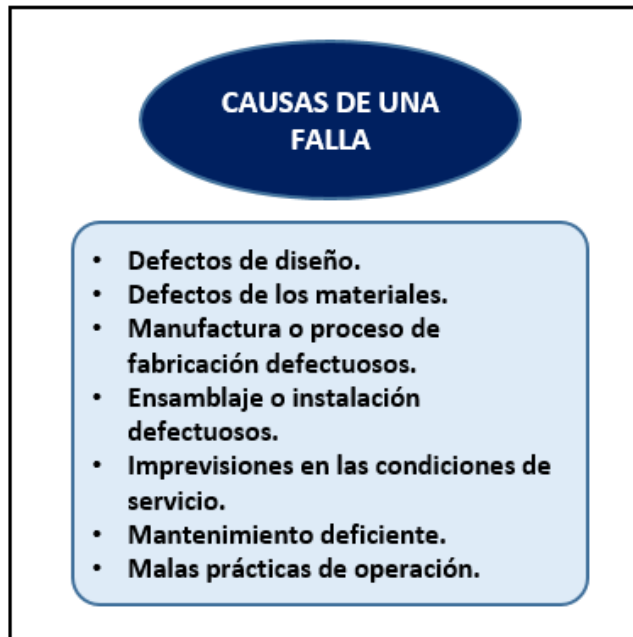 CAUSAS DE UNA
FALLA
• Defectos de diseño.
• Defectos de los materiales.
• Manufactura o proceso de
fabricación defectuosos.
• Ensamblaje o instalación
defectuosos.
• Imprevisiones en las condiciones de
servicio.
• Mantenimiento deficiente.
• Malas prácticas de operación.